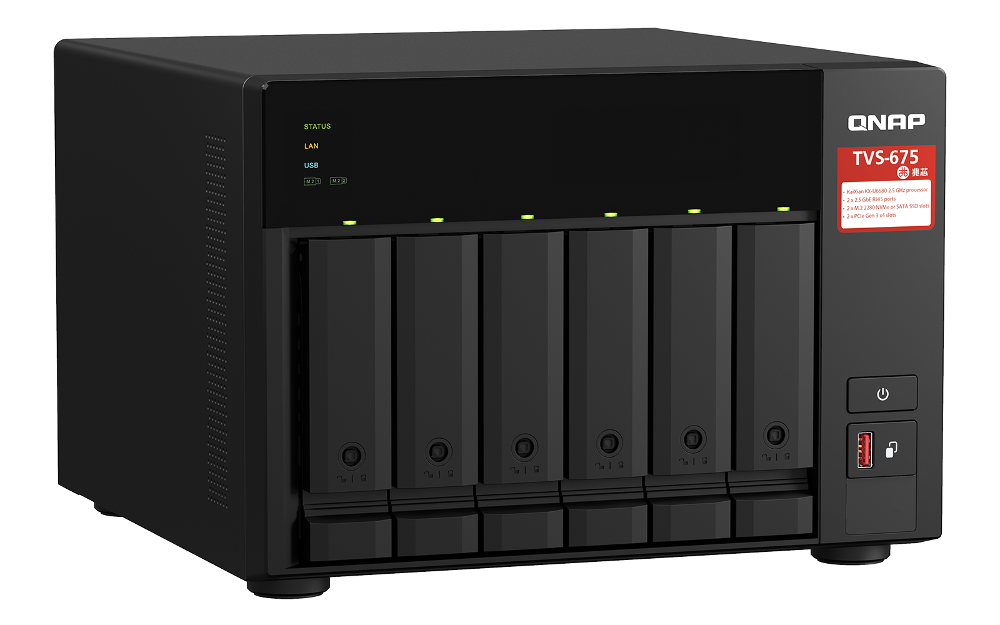 STATUS
LAN
USB
M.2 1 M.2 2
QNAP
TVS-675
兆芯
• KaiXian KX-U6580 2.5 GHz processor
• 2 x 2.5 GbE RJ45 ports
• 2 x M.2 2280 NVMe or SATA SSD slots
• 2 x PCIe Gen 3 x4 slots